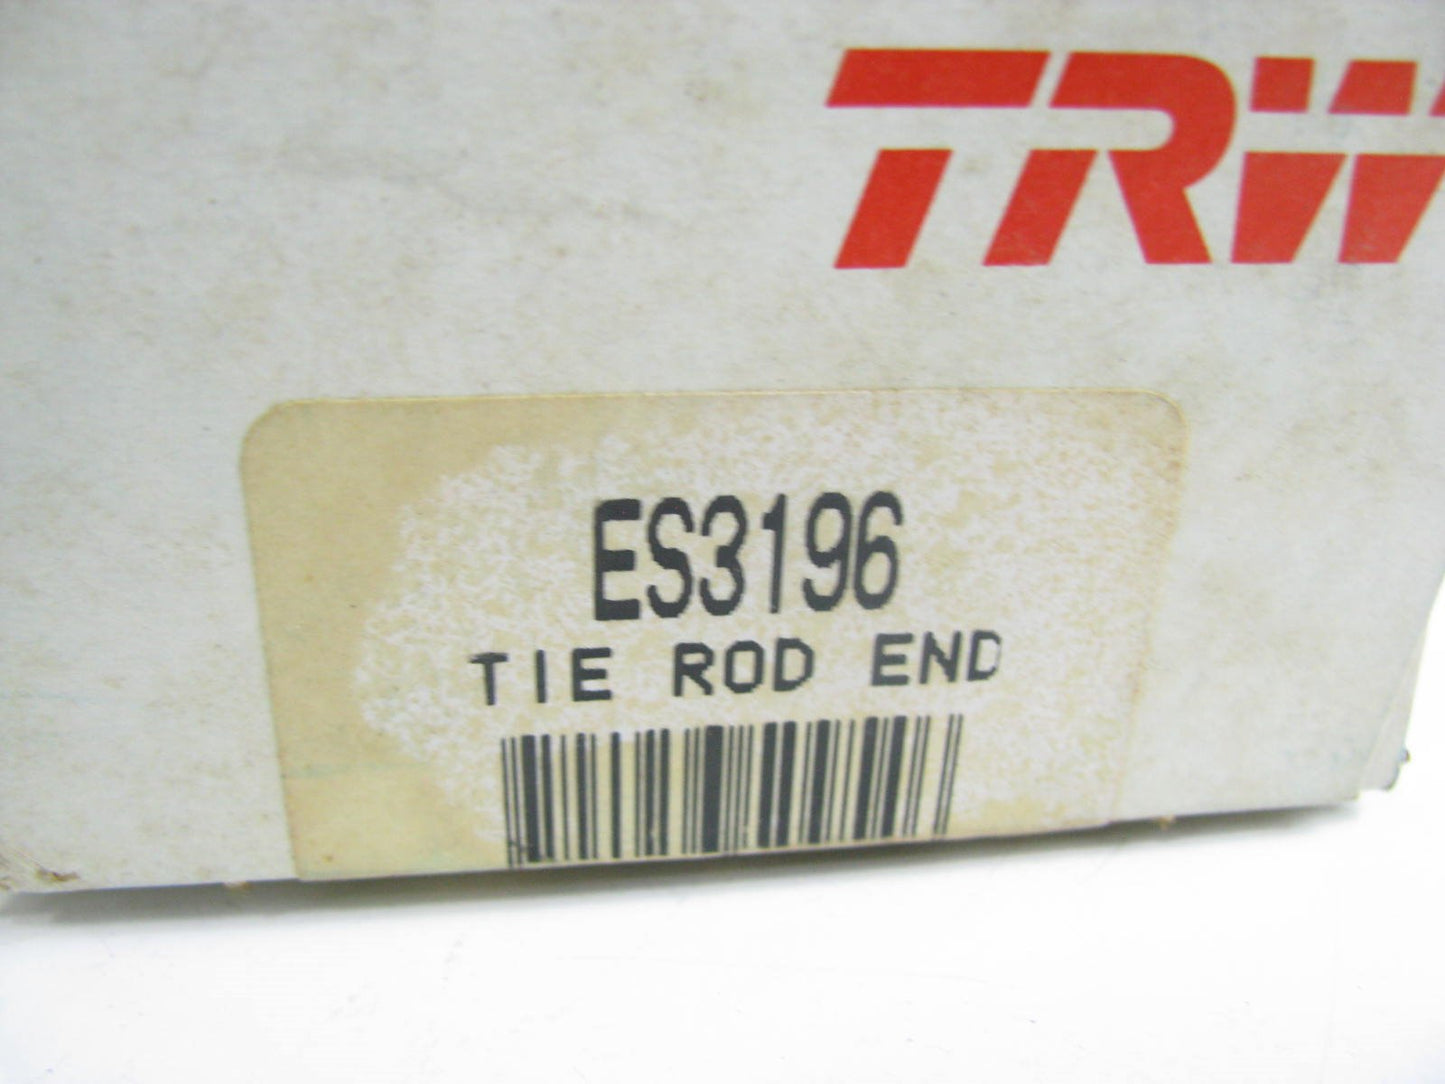 TRW
ES3196
TIE ROD END